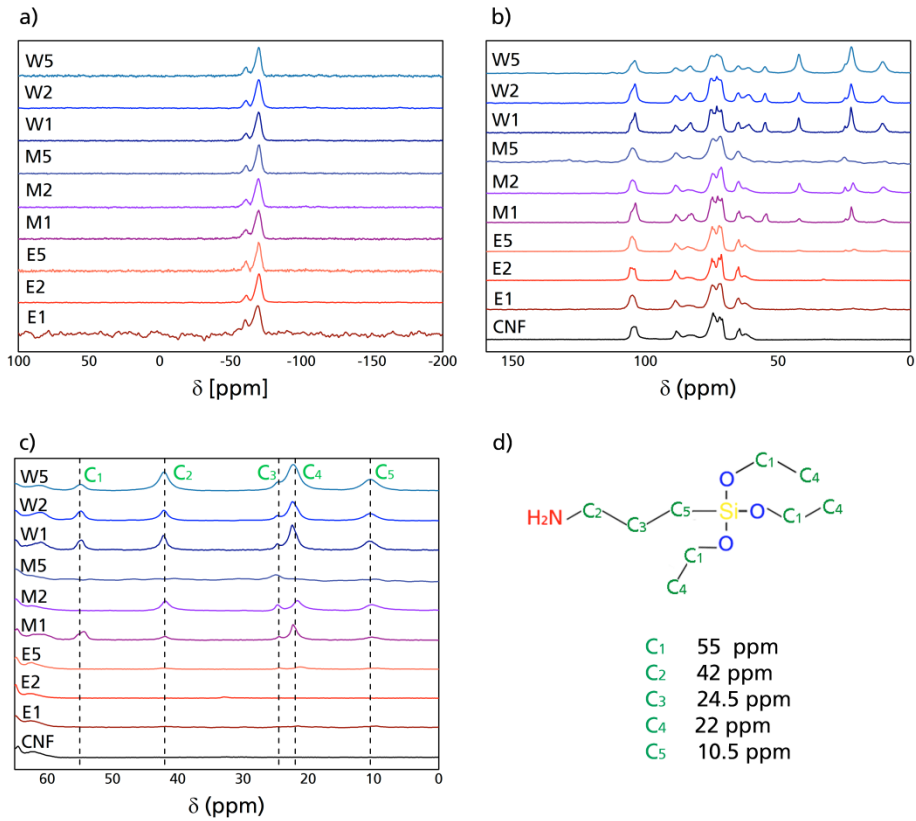 a)
W5
W2
W1
M5
M2
M1
E5
E2
E1
100 50 0 -50 -100 -150 -200
δ [ppm]
b)
W5
W2
W1
M5
M2
M1
E5
E2
E1
CNF
150 100 50 0
δ (ppm)
c)
C1 C2 C3 C4 C5
W5
W2
W1
M5
M2
M1
E5
E2
E1
CNF
60 50 40 30 20 10 0
δ (ppm)
d)
C1
C4
O
H2N C2 C3 C5 Si O C1 C4
O
C1
C4
C1 55 ppm
C2 42 ppm
C3 24.5 ppm
C4 22 ppm
C5 10.5 ppm